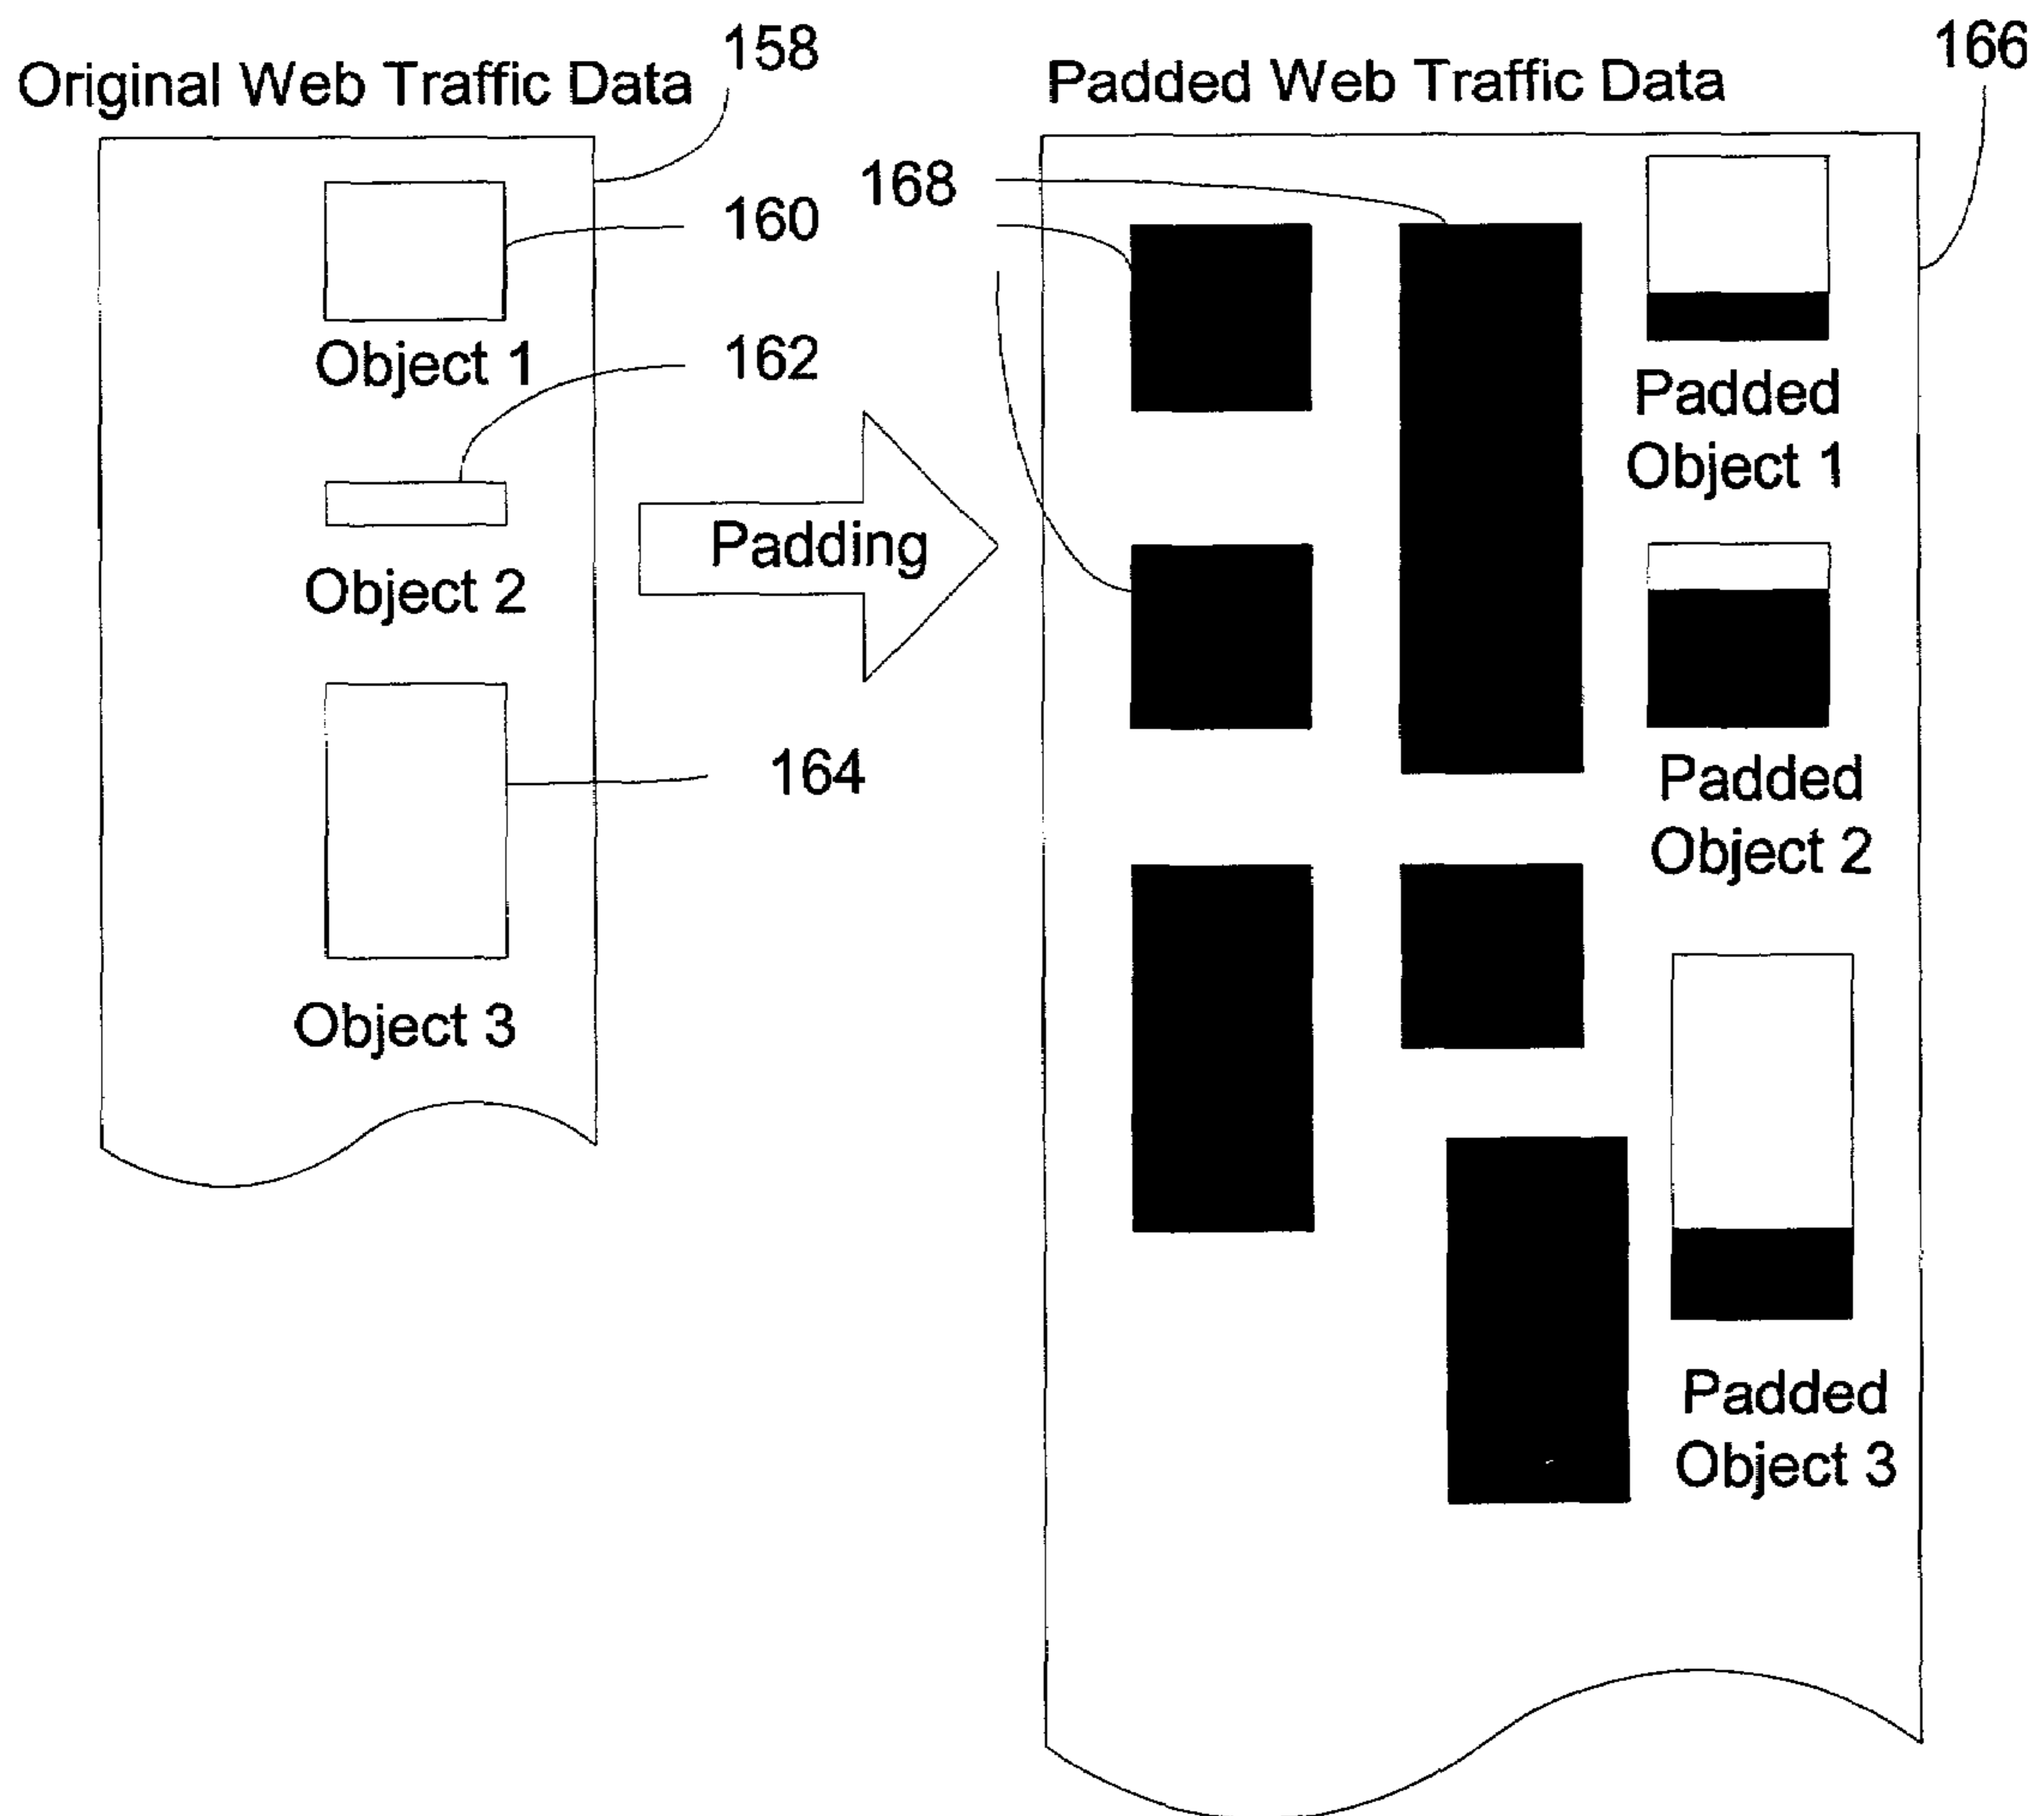 Original Web Traffic Data
158
160
Object 1
162
Object 2
164
Object 3
Padding
Padded Web Traffic Data
166
168
Padded
Object 1
Padded
Object 2
Padded
Object 3